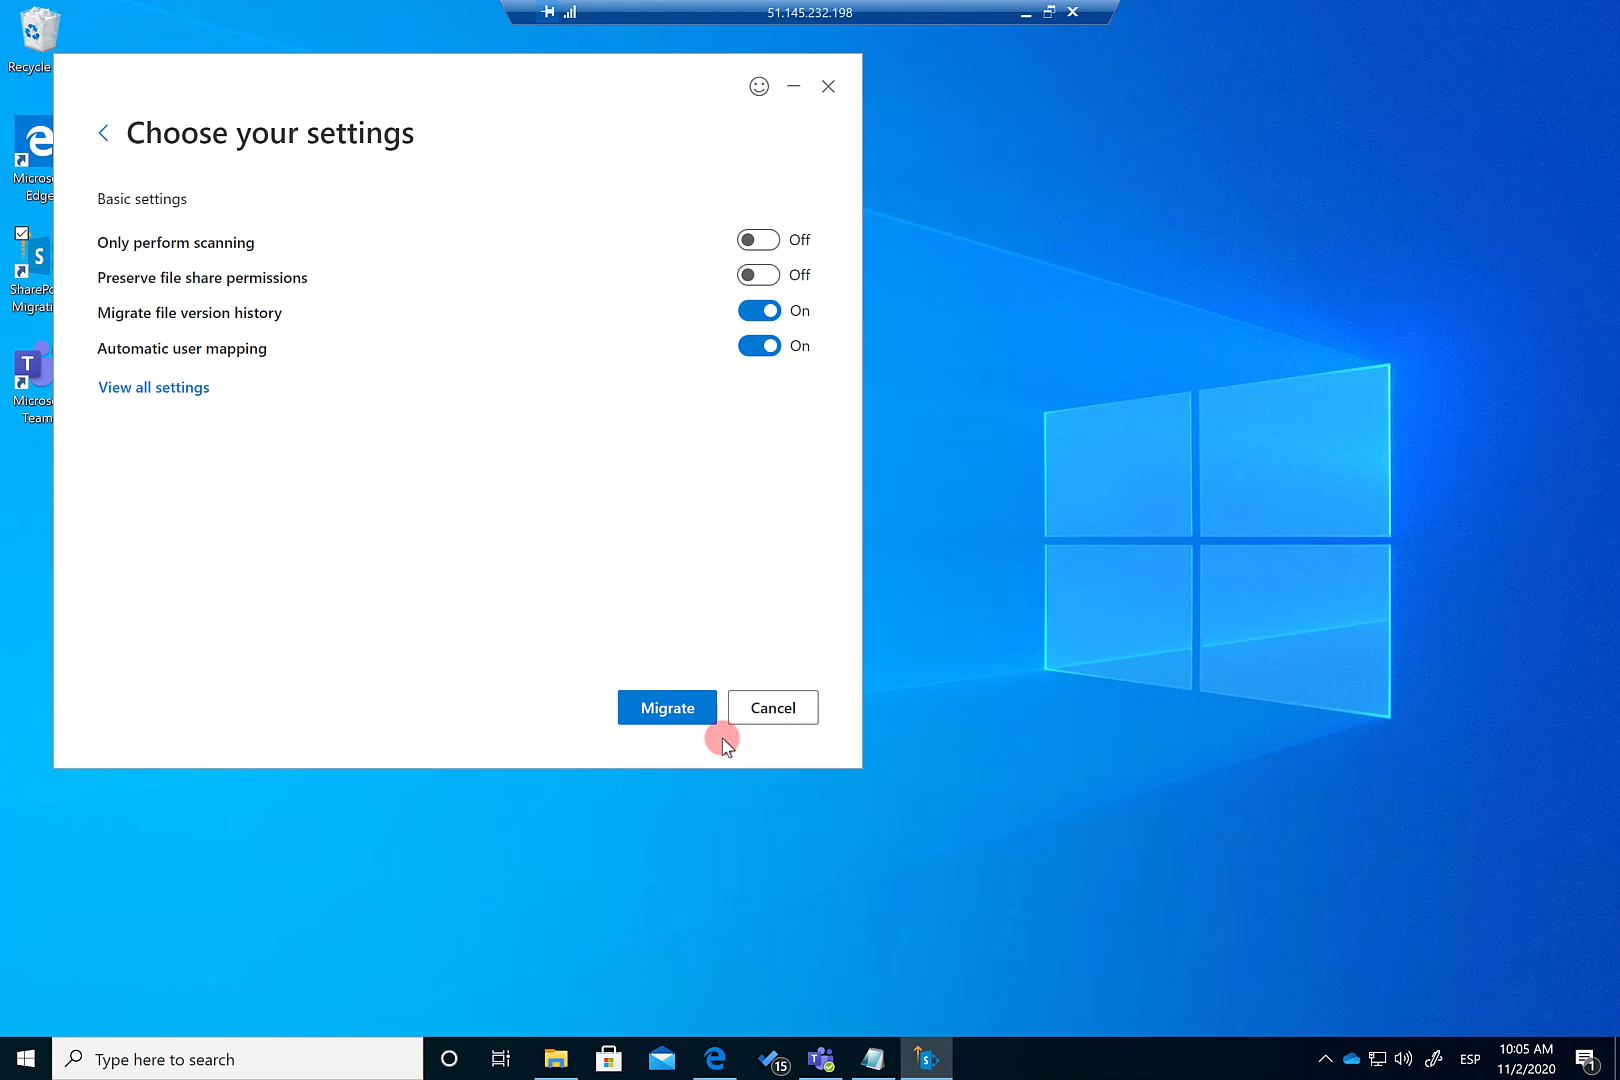 51.145.232.198
Recycle
Choose your settings
Basic settings
Only perform scanning
Off
Preserve file share permissions
Off
Migrate file version history
On
Automatic user mapping
On
View all settings
Migrate
Cancel
Micros
Edge
S
SharePo
Migrati
T
Micros
Team
Type here to search
15
ESP
10:05 AM
11/2/2020
1